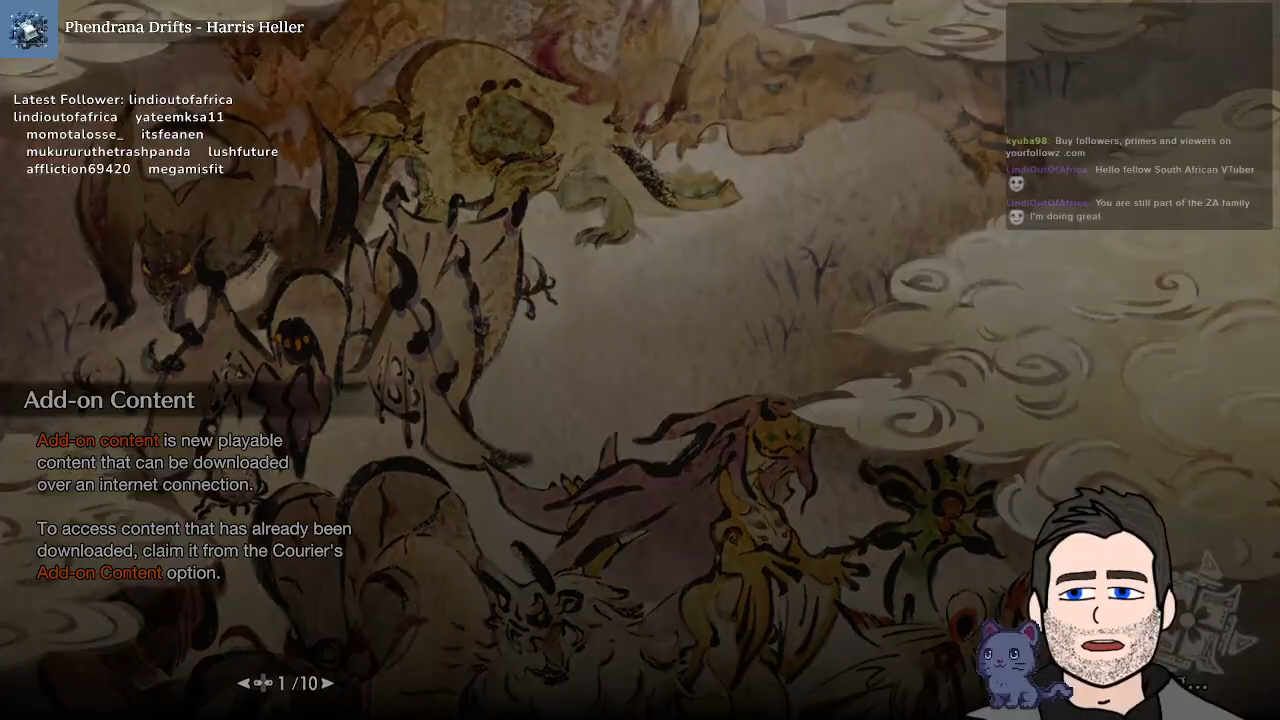 Phendrana Drifts - Harris Heller
Latest Follower: lindioutofafrica
lindioutofafrica yateemksa11
momotalosse_ itsfeanen
mukururuthetrashpanda lushfuture
affliction69420 megamisfit
kyuba98: Buy followers, primes and viewers on
yourfollowz .com
LindiOutOfAfrica: Hello fellow South African VTuber
LindiOutOfAfrica: You are still part of the ZA family
I'm doing great
Add-on Content
Add-on content is new playable
content that can be downloaded
over an internet connection.
To access content that has already been
downloaded, claim it from the Courier's
Add-on Content option.
1 / 10